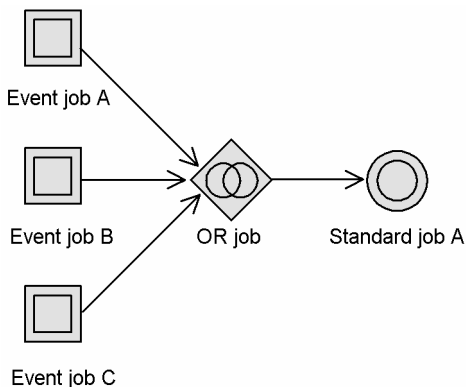 Event job A
Event job B
OR job
Standard job A
Event job C